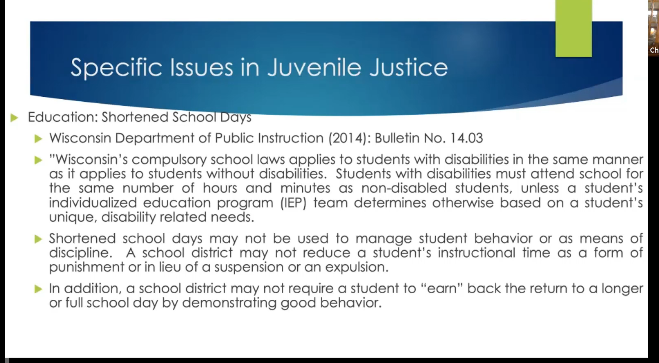 Specific Issues in Juvenile Justice
Education: Shortened School Days
Wisconsin Department of Public Instruction (2014): Bulletin No. 14.03
"Wisconsin's compulsory school laws applies to students with disabilities in the same manner
as it applies to students without disabilities. Students with disabilities must attend school for
the same number of hours and minutes as non-disabled students, unless a student's
individualized education program (IEP) team determines otherwise based on a student's
unique, disability related needs.
Shortened school days may not be used to manage student behavior or as means of
discipline. A school district may not reduce a student's instructional time as a form of
punishment or in lieu of a suspension or an expulsion.
In addition, a school district may not require a student to "earn" back the return to a longer
or full school day by demonstrating good behavior.
Ch